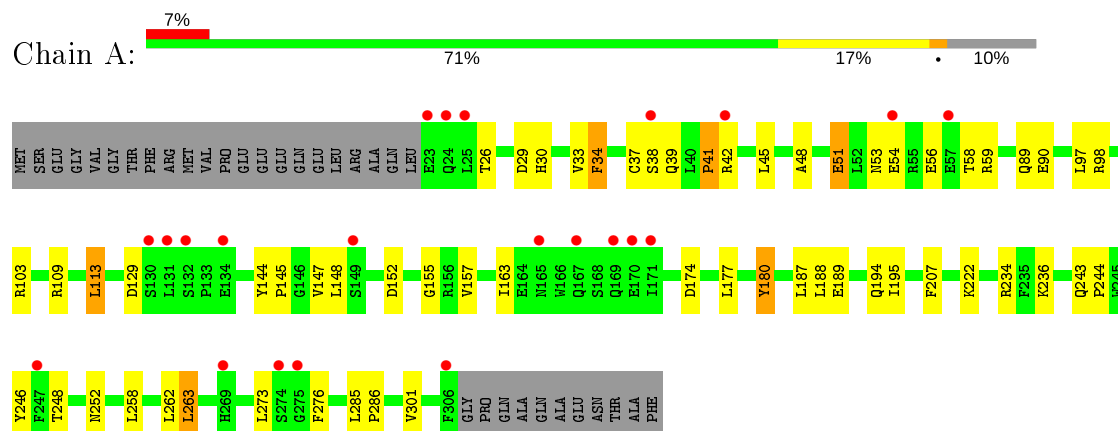 7%
Chain A:
71% 17% • 10%
MET SER GLU GLY VAL GLY THR PHE ARG MET VAL PRO GLU GLU GLU GLN GLU LEU ARG ALA GLN LEU E23 Q24 L25 T26 D29 H30 V33 F34 C37 S38 Q39 L40 P41 R42 L45 A48 E51 L52 N53 E54 R55 E56 E57 T58 R59 Q89 E90 L97 R98
R103 R109 L113 D129 S130 L131 S132 P133 E134 Y144 P145 G146 V147 L148 S149 D152 G155 R156 V157 I163 E164 N165 W166 Q167 S168 Q169 E170 I171 D174 L177 Y180 L187 L188 E189 Q194 I195 F207 K222 R234 F235 K236 Q243 P244 W245
Y246 F247 T248 N252 L258 L262 L263 H269 L273 S274 G275 F276 L285 P286 V301 F306 GLY PRO GLN ALA GLN ALA GLU ASN THR ALA PHE